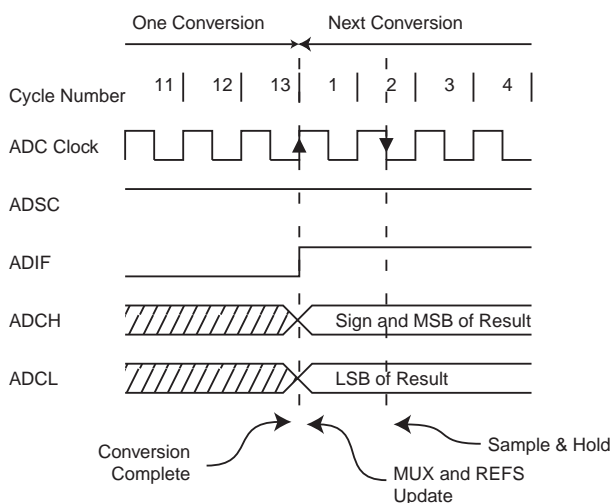 One Conversion Next Conversion
Cycle Number 11 12 13 1 2 3 4
ADC Clock
ADSC
ADIF
ADCH Sign and MSB of Result
ADCL LSB of Result
Conversion
Complete
MUX and REFS
Update
Sample & Hold